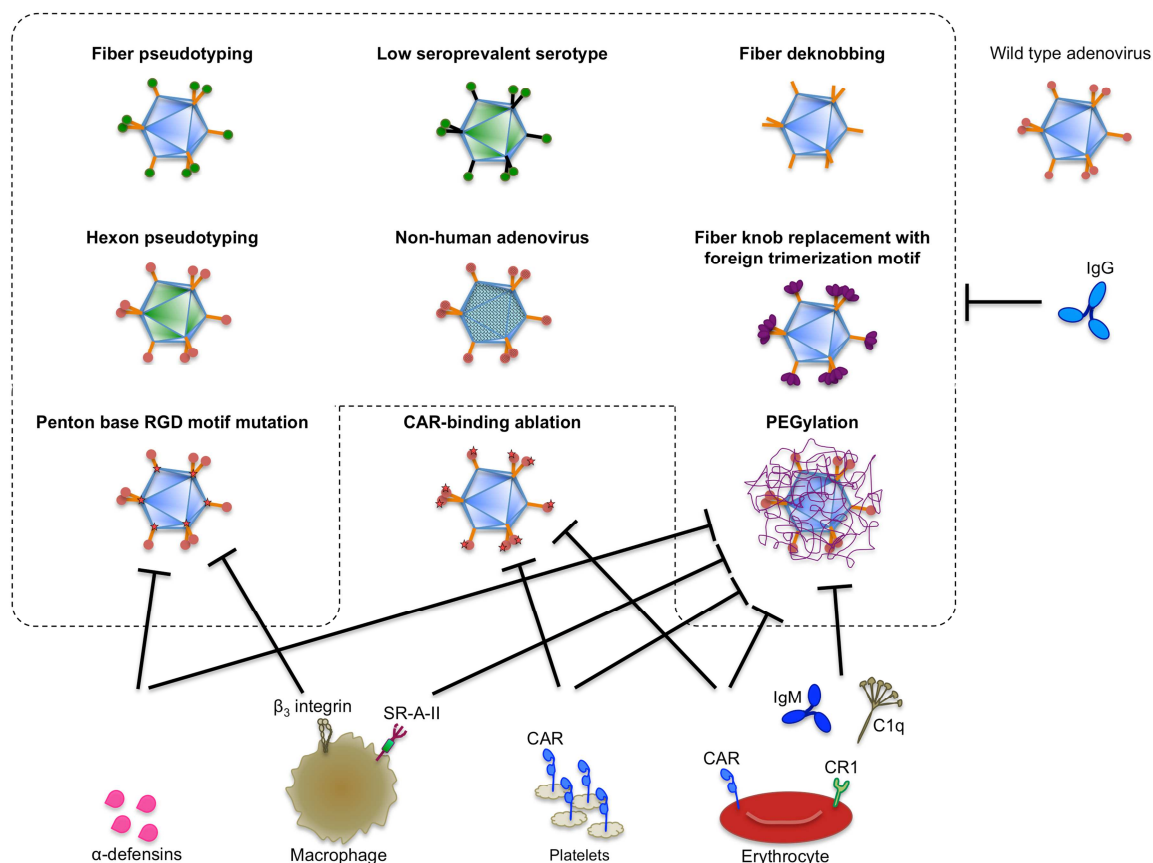 Fiber pseudotyping
Low seroprevalent serotype
Fiber deknobbing
Wild type adenovirus
Hexon pseudotyping
Non-human adenovirus
Fiber knob replacement with
foreign trimerization motif
IgG
Penton base RGD motif mutation
CAR-binding ablation
PEGylation
β3 integrin
SR-A-II
IgM
C1q
CAR
CAR
CR1
α-defensins
Macrophage
Platelets
Erythrocyte